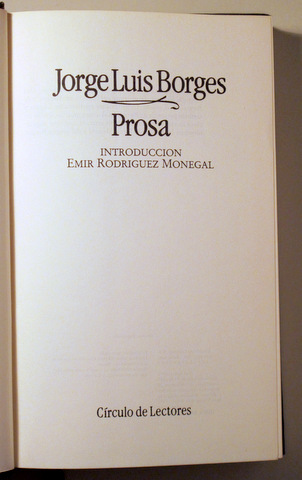 Jorge Luis Borges
Prosa
INTRODUCCION
EMIR RODRIGUEZ MONEGAL
Círculo de Lectores